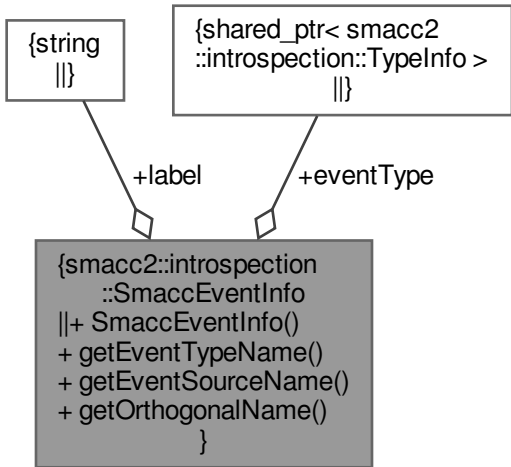 {string
||}
{shared_ptr< smacc2
::introspection::TypeInfo >
||}
+label
+eventType
{smacc2::introspection
::SmaccEventInfo
||+ SmaccEventInfo()
+ getEventTypeName()
+ getEventSourceName()
+ getOrthogonalName()
}